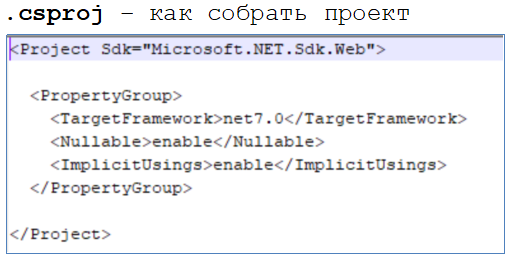 .csproj – как собрать проект
<Project Sdk="Microsoft.NET.Sdk.Web">
<PropertyGroup>
<TargetFramework>net7.0</TargetFramework>
<Nullable>enable</Nullable>
<ImplicitUsings>enable</ImplicitUsings>
</PropertyGroup>
</Project>